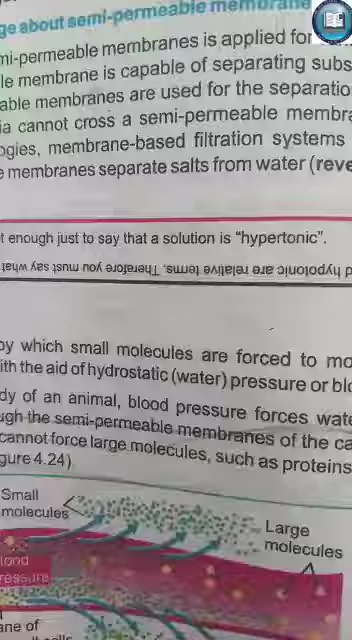 ge about semi-permeable membrane
mi-permeable membranes is applied for
le membrane is capable of separating subs
able membranes are used for the separatio
ia cannot cross a semi-permeable membra
ogies, membrane-based filtration systems
e membranes separate salts from water (reve
t enough just to say that a solution is “hypertonic”.
d hypotonic are relative terms. Therefore you must say what
by which small molecules are forced to mo
ith the aid of hydrostatic (water) pressure or blo
dy of an animal, blood pressure forces wate
ugh the semi-permeable membranes of the ca
cannot force large molecules, such as proteins
gure 4.24)
Small
molecules
Large
molecules
lood
ressure
ane of